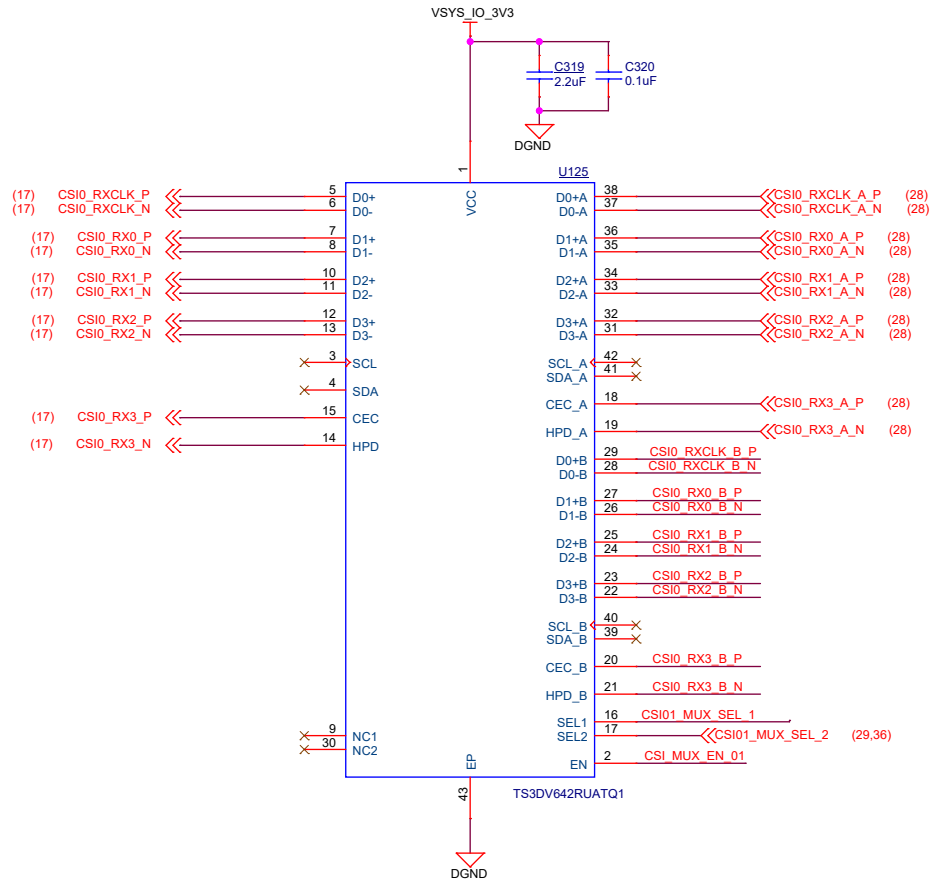 VSYS_IO_3V3
C319
2.2uF
C320
0.1uF
DGND
U125
1
VCC
(17) CSI0_RXCLK_P 5 D0+
(17) CSI0_RXCLK_N 6 D0-
(17) CSI0_RX0_P 7 D1+
(17) CSI0_RX0_N 8 D1-
(17) CSI0_RX1_P 10 D2+
(17) CSI0_RX1_N 11 D2-
(17) CSI0_RX2_P 12 D3+
(17) CSI0_RX2_N 13 D3-
3 SCL
4 SDA
(17) CSI0_RX3_P 15 CEC
(17) CSI0_RX3_N 14 HPD
9 NC1
30 NC2
D0+A 38 CSI0_RXCLK_A_P (28)
D0-A 37 CSI0_RXCLK_A_N (28)
D1+A 36 CSI0_RX0_A_P (28)
D1-A 35 CSI0_RX0_A_N (28)
D2+A 34 CSI0_RX1_A_P (28)
D2-A 33 CSI0_RX1_A_N (28)
D3+A 32 CSI0_RX2_A_P (28)
D3-A 31 CSI0_RX2_A_N (28)
SCL_A 42
SDA_A 41
CEC_A 18 CSI0_RX3_A_P (28)
HPD_A 19 CSI0_RX3_A_N (28)
D0+B 29 CSI0_RXCLK_B_P
D0-B 28 CSI0_RXCLK_B_N
D1+B 27 CSI0_RX0_B_P
D1-B 26 CSI0_RX0_B_N
D2+B 25 CSI0_RX1_B_P
D2-B 24 CSI0_RX1_B_N
D3+B 23 CSI0_RX2_B_P
D3-B 22 CSI0_RX2_B_N
SCL_B 40
SDA_B 39
CEC_B 20 CSI0_RX3_B_P
HPD_B 21 CSI0_RX3_B_N
SEL1 16 CSI01_MUX_SEL_1
SEL2 17 CSI01_MUX_SEL_2 (29,36)
EN 2 CSI_MUX_EN_01
EP
43
TS3DV642RUATQ1
DGND